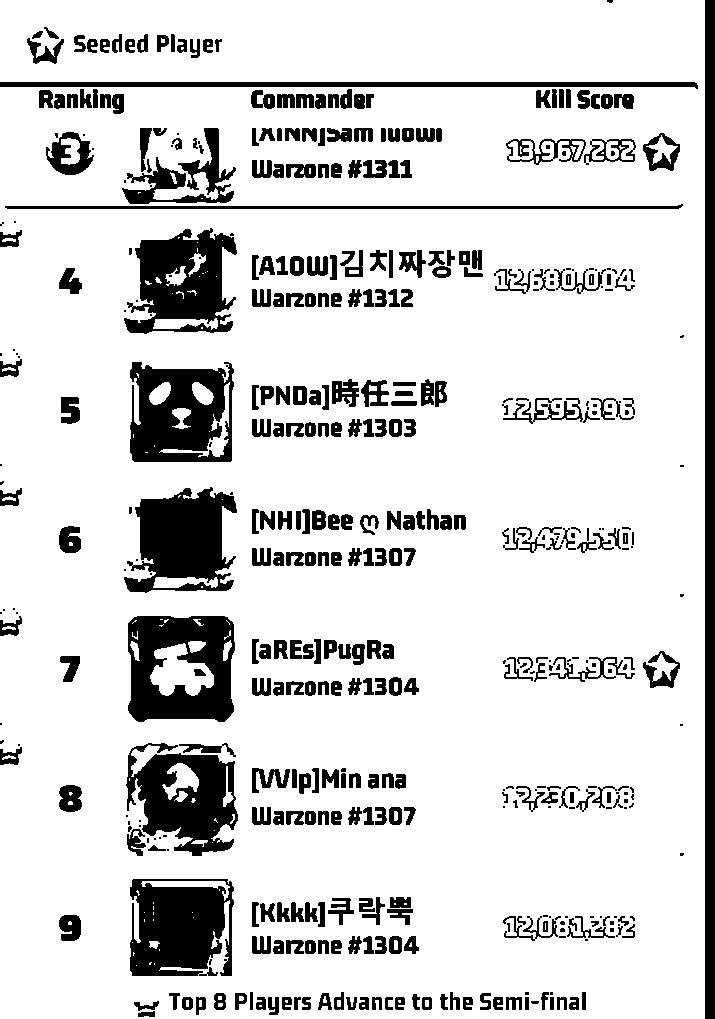 Seeded Player
Ranking Commander Kill Score
3 [XINN]Sam luowi 13,967,262
Warzone #1311
4 [A10W]김치짜장맨 12,680,004
Warzone #1312
5 [PNDa]時任三郎 12,595,896
Warzone #1303
6 [NHI]Bee ღ Nathan 12,479,550
Warzone #1307
7 [aREs]PugRa 12,341,964
Warzone #1304
8 [VVIp]Min ana 12,230,208
Warzone #1307
9 [Kkkk]쿠락뿍 12,081,282
Warzone #1304
Top 8 Players Advance to the Semi-final